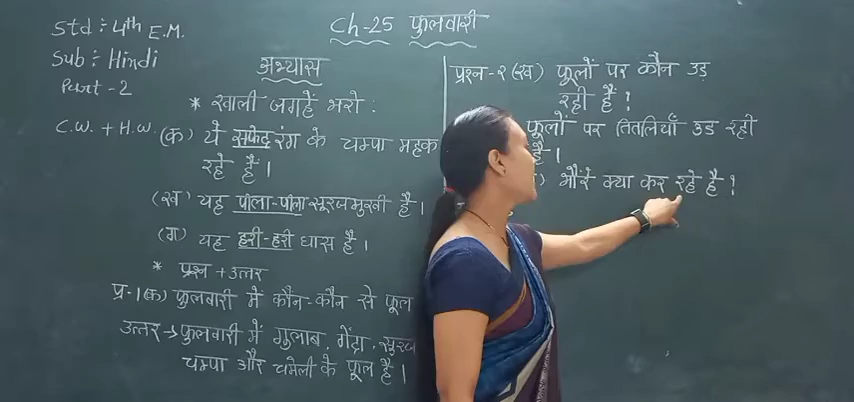 Std :- 4th E.M.
Sub :- Hindi
Part - 2
C.W. + H.W.
Ch-25 फुलवारी
अभ्यास
* खाली जगहें भरो :
(क) ये सफेद रंग के चम्पा महक
रहे हैं।
(ख) यह पीला-पीला सूरजमुखी है।
(ग) यह हरी-हरी घास है।
* प्रश्न + उत्तर
प्र-1 (क) फुलवारी में कौन-कौन से फूल
उत्तर → फुलवारी में गुलाब, गेंदा, सूरज
चम्पा और चमेली के फूल है।
प्रश्न-२ (ख) फूलों पर कौन उड़
रही है?
फूलों पर तितलियाँ उड रही
है।
) भौंरे क्या कर रहे है?